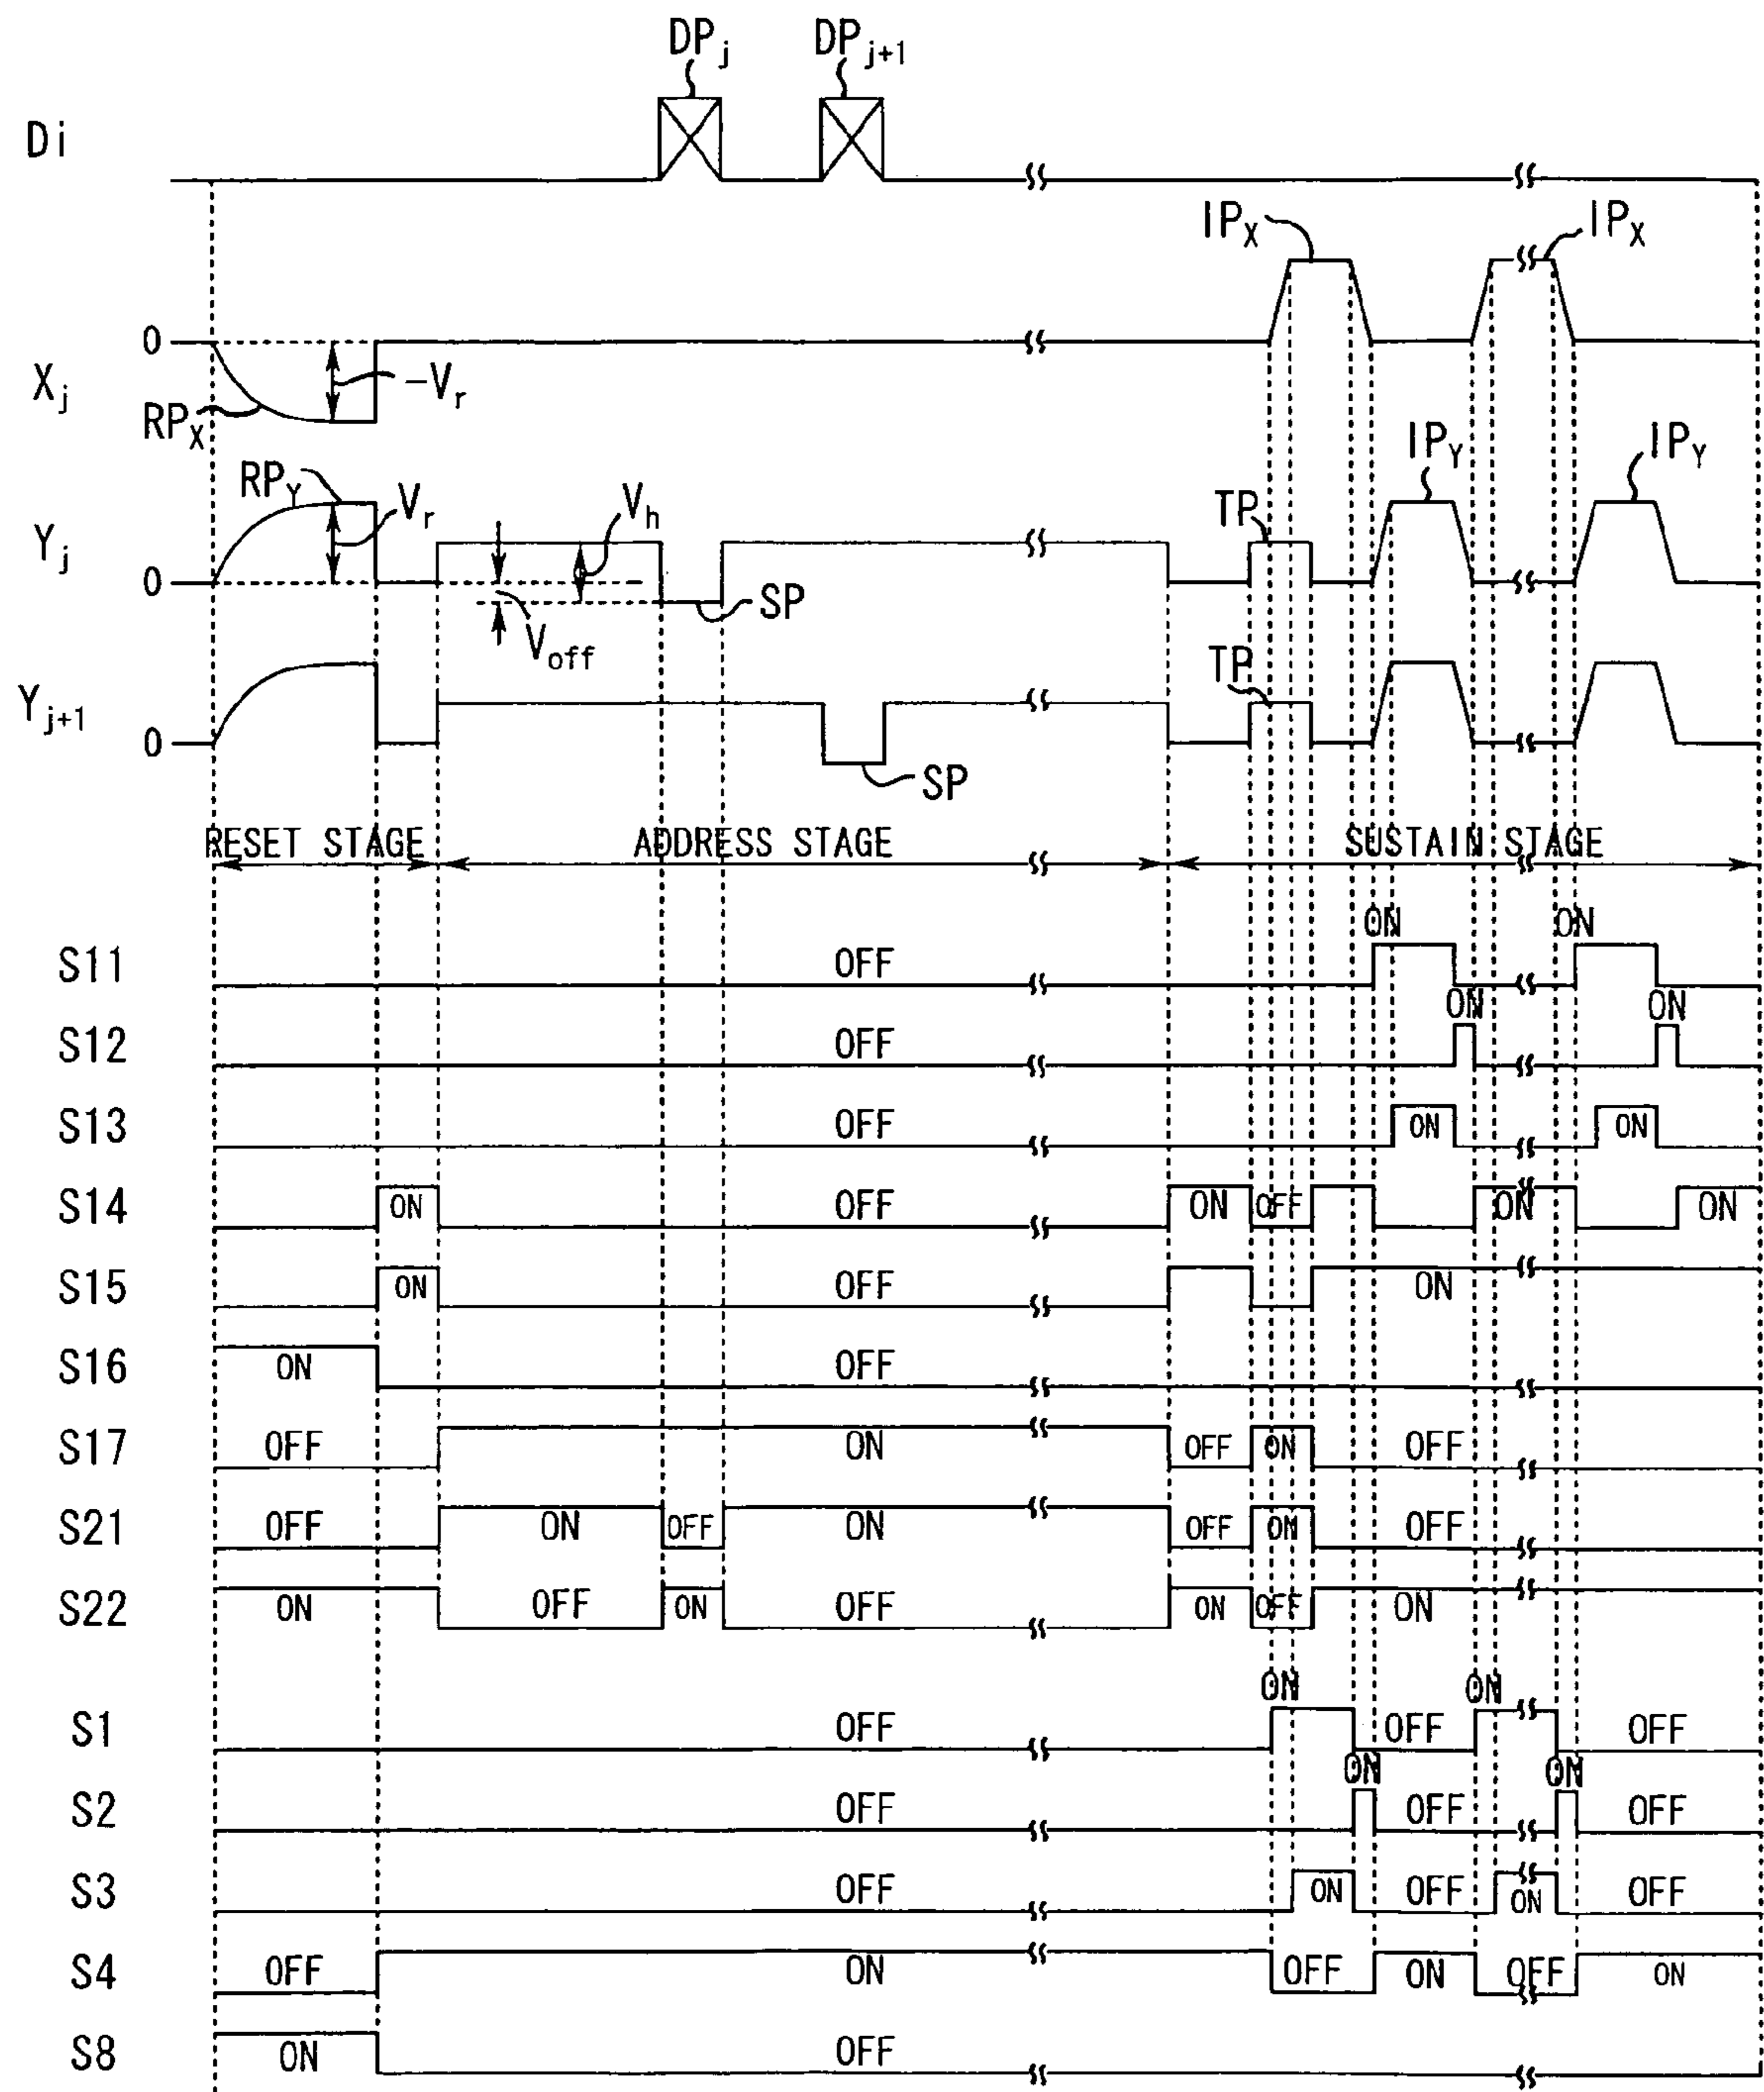 DPj DPj+1
Di
IPX IPX
0
Xj
-Vr
RPX
IPY IPY
RPY Vr Vh TP
Yj
0
SP
Voff
TP
Yj+1
0
SP
RESET STAGE ADDRESS STAGE SUSTAIN STAGE
ON ON
S11 OFF
ON ON
S12 OFF
S13 OFF ON ON
S14 ON OFF ON OFF ON ON
S15 ON OFF ON
S16 ON OFF
S17 OFF ON OFF ON OFF
S21 OFF ON OFF ON OFF ON OFF
S22 ON OFF ON OFF ON OFF ON
ON ON
S1 OFF OFF OFF
ON ON
S2 OFF OFF OFF
S3 OFF ON OFF ON OFF
S4 OFF ON OFF ON OFF ON
S8 ON OFF